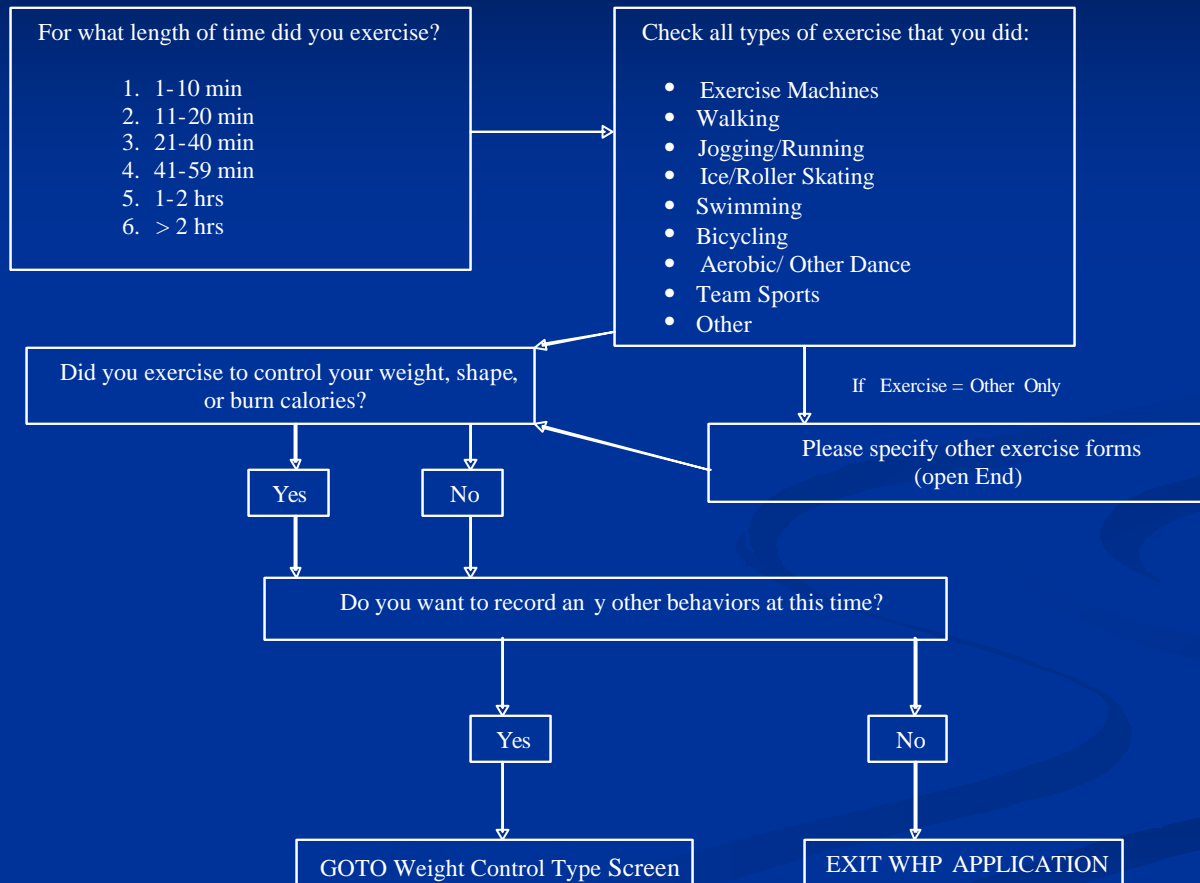 For what length of time did you exercise?
1. 1-10 min
2. 11-20 min
3. 21-40 min
4. 41-59 min
5. 1-2 hrs
6. > 2 hrs
Check all types of exercise that you did:
• Exercise Machines
• Walking
• Jogging/Running
• Ice/Roller Skating
• Swimming
• Bicycling
• Aerobic/ Other Dance
• Team Sports
• Other
Did you exercise to control your weight, shape,
or burn calories?
If Exercise = Other Only
Please specify other exercise forms
(open End)
Yes
No
Do you want to record an y other behaviors at this time?
Yes
No
GOTO Weight Control Type Screen
EXIT WHP APPLICATION